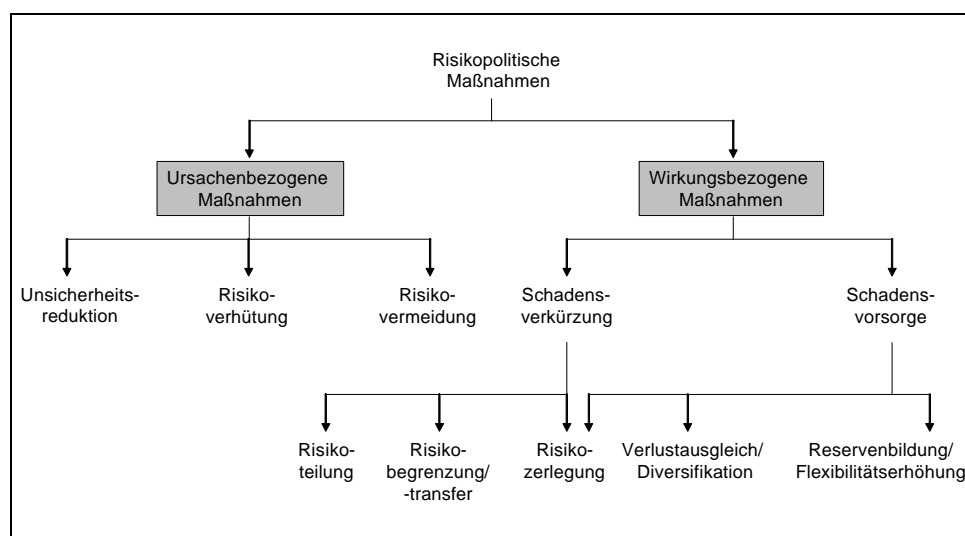 Risikopolitische
Maßnahmen
Ursachenbezogene
Maßnahmen
Wirkungsbezogene
Maßnahmen
Unsicherheits-
reduktion
Risiko-
verhütung
Risiko-
vermeidung
Schadens-
verkürzung
Schadens-
vorsorge
Risiko-
teilung
Risiko-
begrenzung/
-transfer
Risiko-
zerlegung
Verlustausgleich/
Diversifikation
Reservenbildung/
Flexibilitätserhöhung